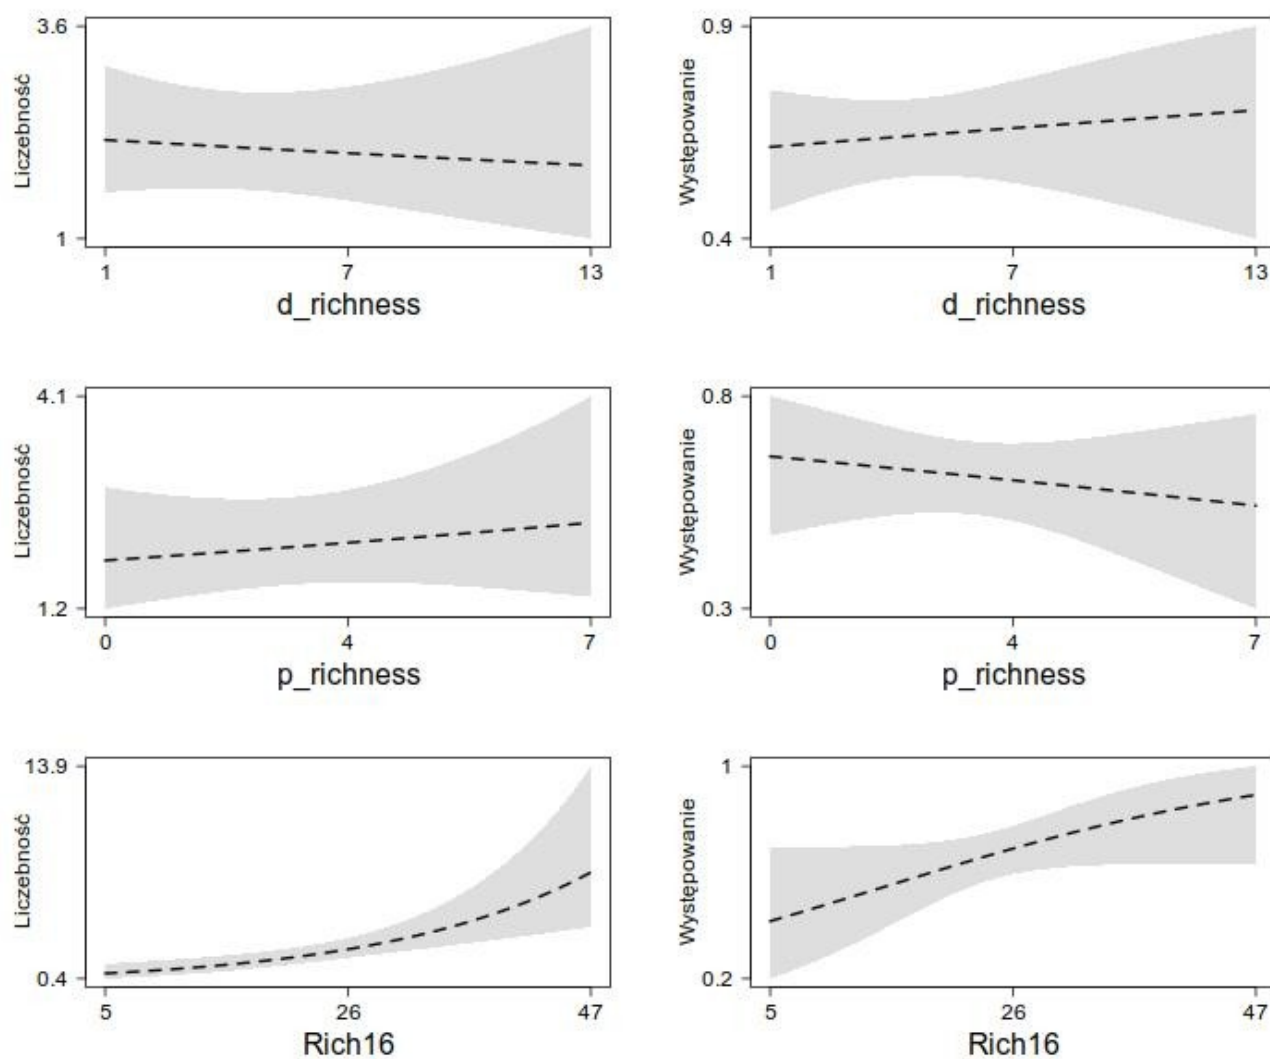 3.6
Liczebność
1
1
7
13
d_richness
0.9
Występowanie
0.4
1
7
13
d_richness
4.1
Liczebność
1.2
0
4
7
p_richness
0.8
Występowanie
0.3
0
4
7
p_richness
13.9
Liczebność
0.4
5
26
47
Rich16
1
Występowanie
0.2
5
26
47
Rich16